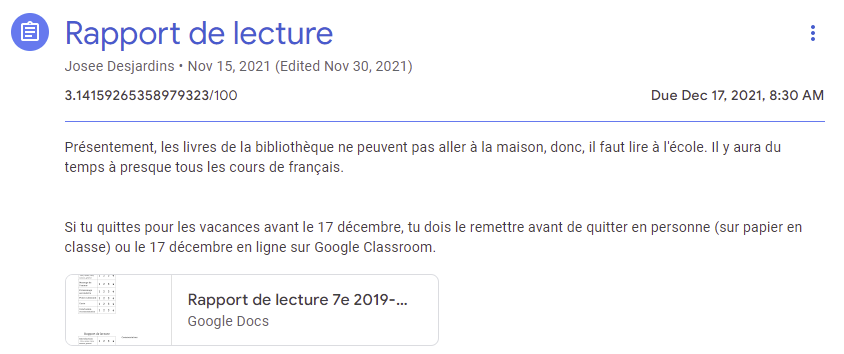 Rapport de lecture
Josee Desjardins • Nov 15, 2021 (Edited Nov 30, 2021)
3.14159265358979323/100
Due Dec 17, 2021, 8:30 AM
Présentement, les livres de la bibliothèque ne peuvent pas aller à la maison, donc, il faut lire à l'école. Il y aura du
temps à presque tous les cours de français.
Si tu quittes pour les vacances avant le 17 décembre, tu dois le remettre avant de quitter en personne (sur papier en
classe) ou le 17 décembre en ligne sur Google Classroom.
Rapport de lecture 7e 2019-...
Google Docs
Rapport de lecture